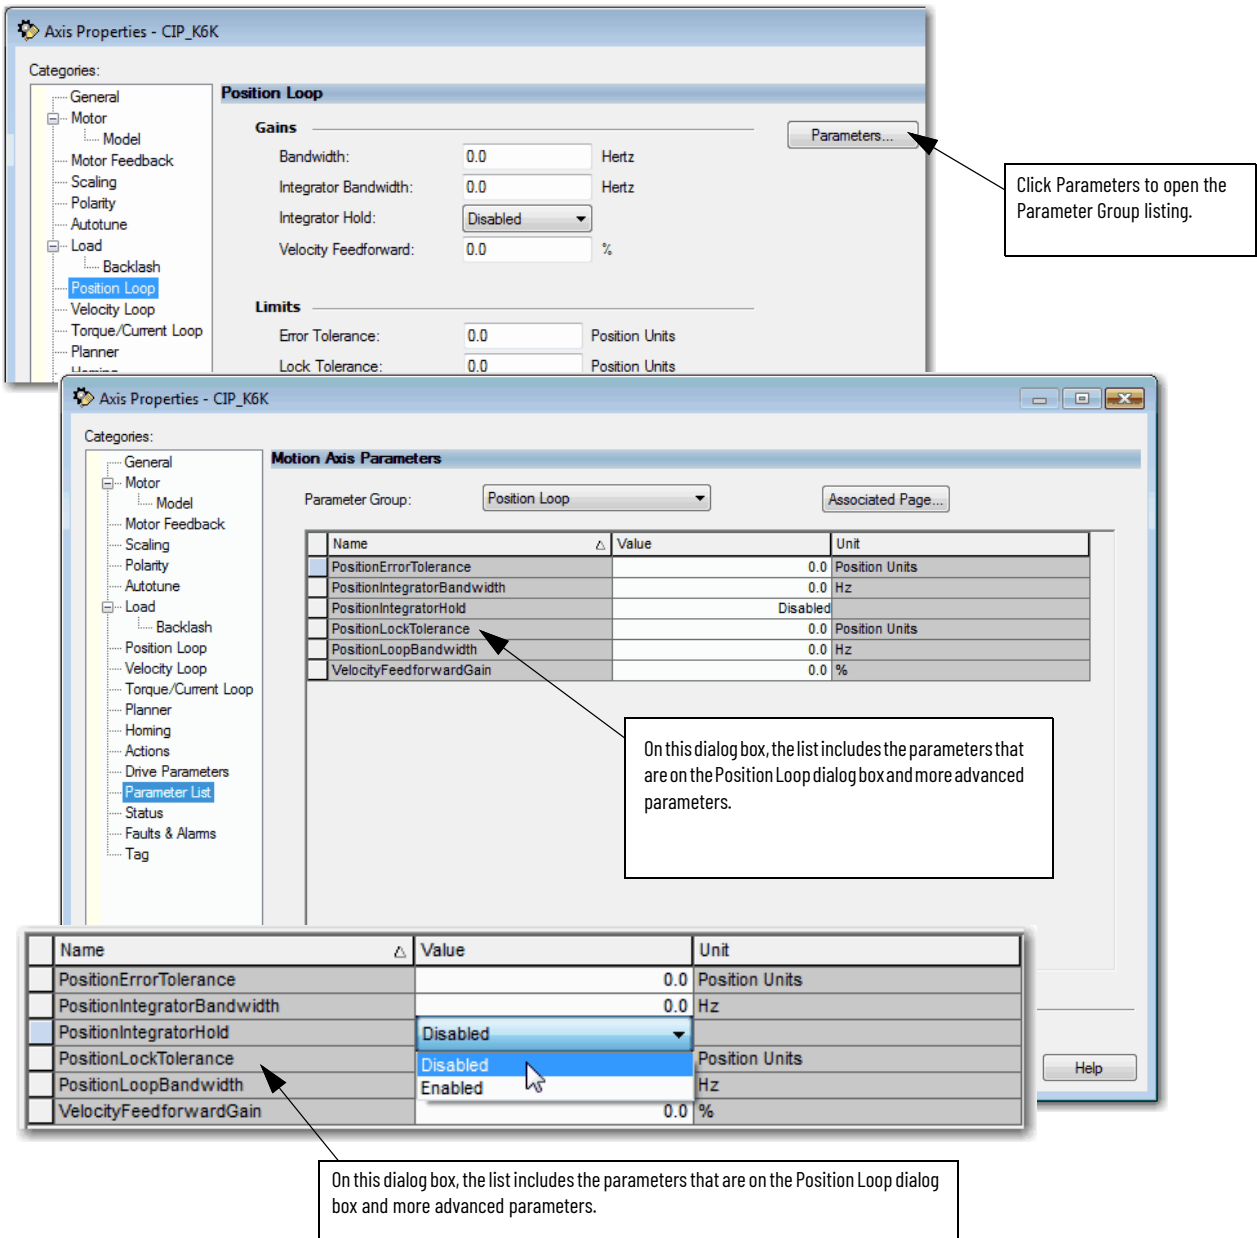 Axis Properties - CIP_K6K
Categories:
General
Motor
Model
Motor Feedback
Scaling
Polarity
Autotune
Load
Backlash
Position Loop
Velocity Loop
Torque/Current Loop
Planner
Homing
Position Loop
Gains
Parameters...
Bandwidth: 0.0 Hertz
Integrator Bandwidth: 0.0 Hertz
Integrator Hold: Disabled
Velocity Feedforward: 0.0 %
Limits
Error Tolerance: 0.0 Position Units
Lock Tolerance: 0.0 Position Units
Click Parameters to open the
Parameter Group listing.
Axis Properties - CIP_K6K
Categories:
General
Motor
Model
Motor Feedback
Scaling
Polarity
Autotune
Load
Backlash
Position Loop
Velocity Loop
Torque/Current Loop
Planner
Homing
Actions
Drive Parameters
Parameter List
Status
Faults & Alarms
Tag
Motion Axis Parameters
Parameter Group: Position Loop Associated Page...
Name Value Unit
PositionErrorTolerance 0.0 Position Units
PositionIntegratorBandwidth 0.0 Hz
PositionIntegratorHold Disabled
PositionLockTolerance 0.0 Position Units
PositionLoopBandwidth 0.0 Hz
VelocityFeedforwardGain 0.0 %
On this dialog box, the list includes the parameters that
are on the Position Loop dialog box and more advanced
parameters.
Name Value Unit
PositionErrorTolerance 0.0 Position Units
PositionIntegratorBandwidth 0.0 Hz
PositionIntegratorHold Disabled
PositionLockTolerance Disabled Position Units
PositionLoopBandwidth Enabled Hz
VelocityFeedforwardGain 0.0 %
Help
On this dialog box, the list includes the parameters that are on the Position Loop dialog
box and more advanced parameters.